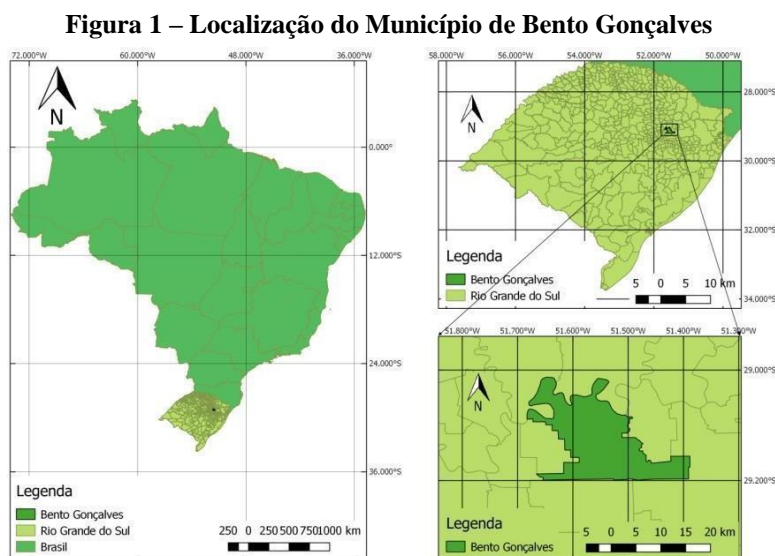 Figura 1 – Localização do Município de Bento Gonçalves
72.000°W 60.000°W 48.000°W 36.000°W
N
0.000°
12.000°S
24.000°S
36.000°S
Legenda
Bento Gonçalves
Rio Grande do Sul
Brasil
250 0 250 500 750 1000 km
58.000°W 56.000°W 54.000°W 52.000°W 50.000°W
N
28.000°S
30.000°S
32.000°S
34.000°S
Legenda
Bento Gonçalves
Rio Grande do Sul
5 0 5 10 km
51.800°W 51.700°W 51.600°W 51.500°W 51.400°W 51.300°W
N
29.000°S
29.200°S
Legenda
Bento Gonçalves
5 0 5 10 15 20 km